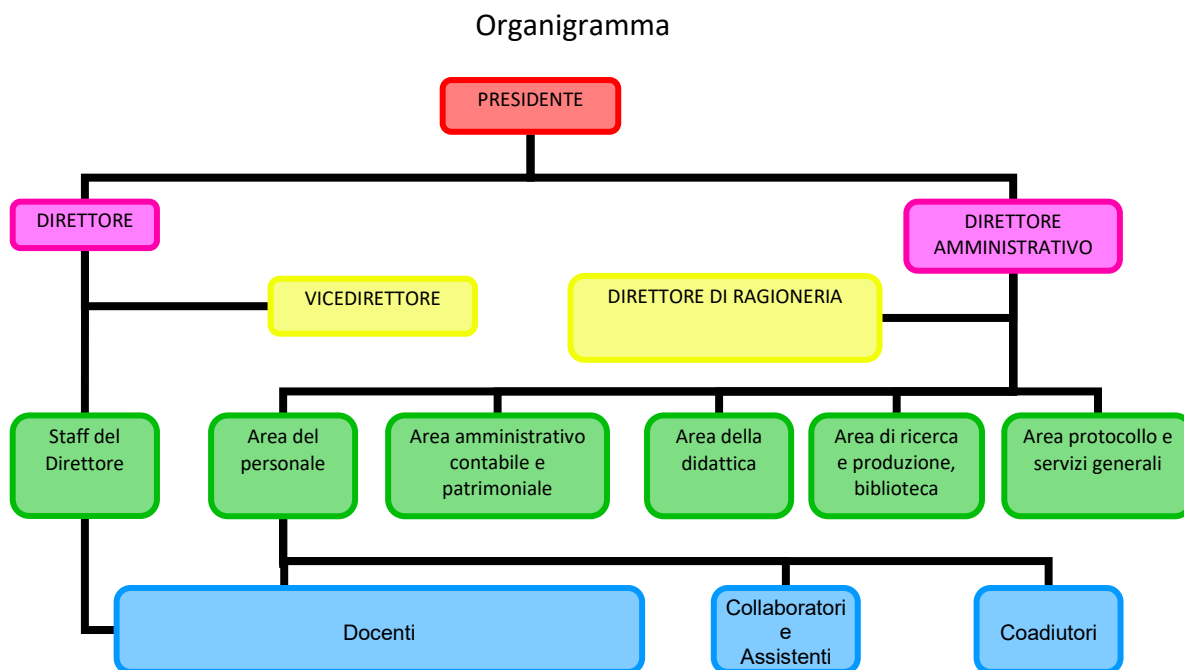 Organigramma
PRESIDENTE
DIRETTORE
DIRETTORE
AMMINISTRATIVO
VICEDIRETTORE
DIRETTORE DI RAGIONERIA
Staff del
Direttore
Area del
personale
Area amministrativo
contabile e
patrimoniale
Area della
didattica
Area di ricerca
e produzione,
biblioteca
Area protocollo e
servizi generali
Docenti
Collaboratori
e
Assistenti
Coadiutori